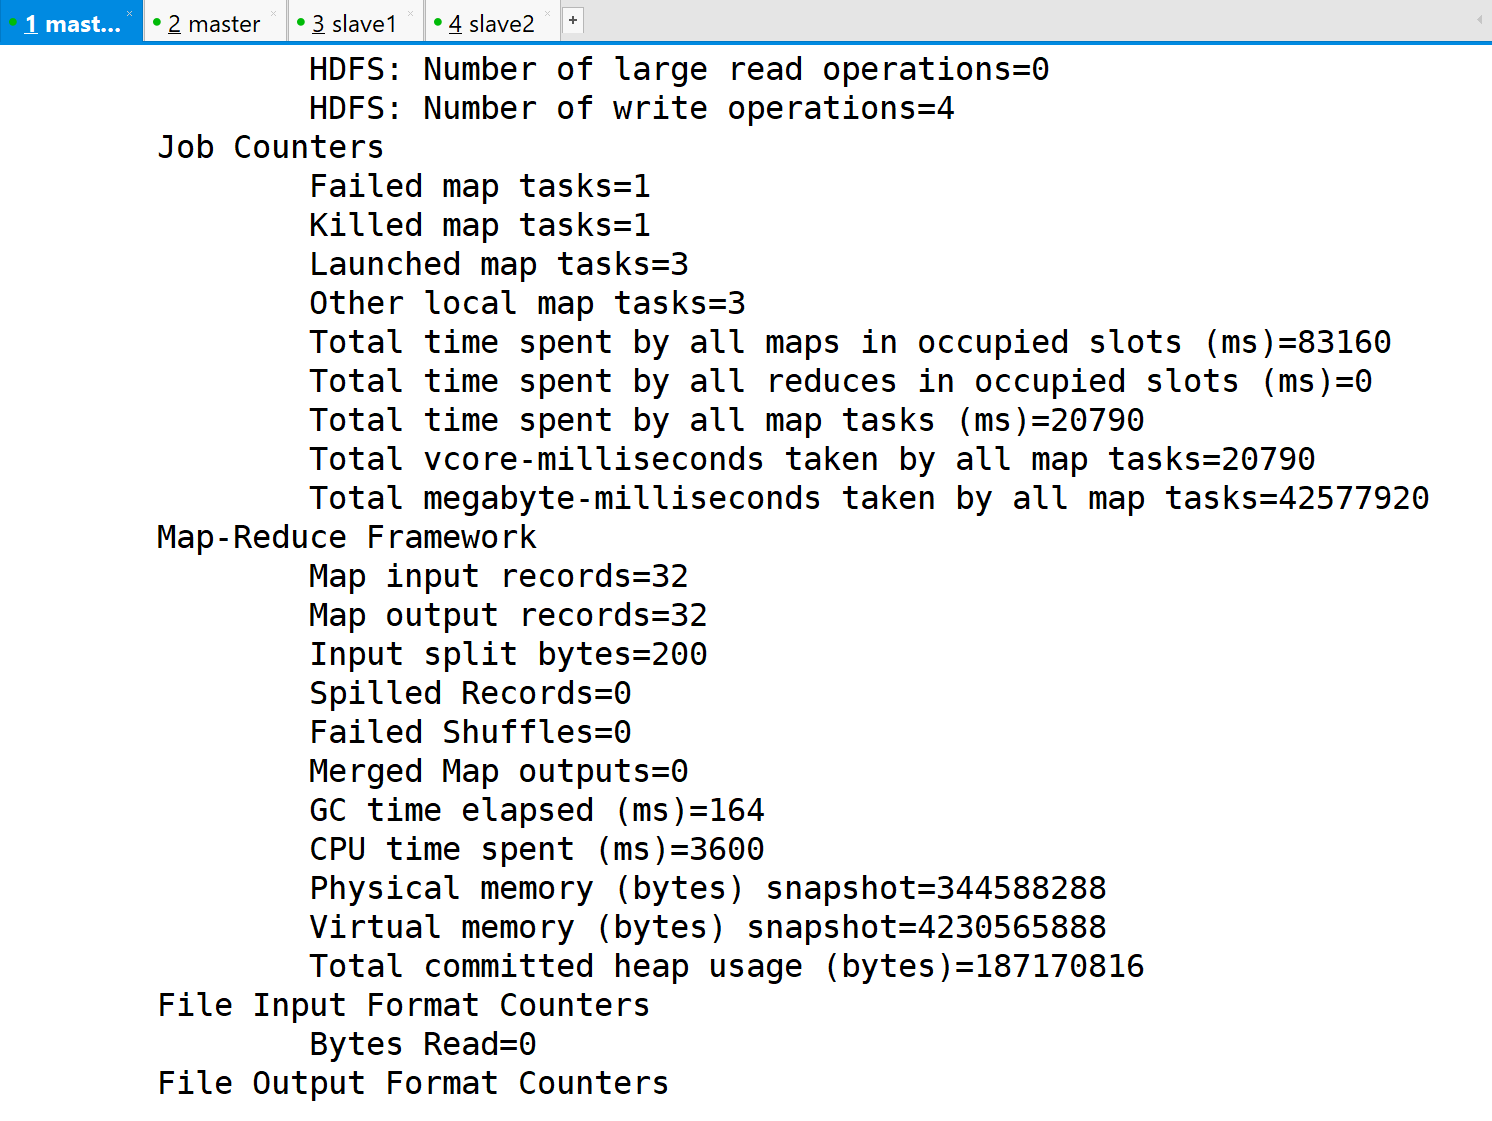 1 mast...
2 master
3 slave1
4 slave2
+
HDFS: Number of large read operations=0
HDFS: Number of write operations=4
Job Counters
Failed map tasks=1
Killed map tasks=1
Launched map tasks=3
Other local map tasks=3
Total time spent by all maps in occupied slots (ms)=83160
Total time spent by all reduces in occupied slots (ms)=0
Total time spent by all map tasks (ms)=20790
Total vcore-milliseconds taken by all map tasks=20790
Total megabyte-milliseconds taken by all map tasks=42577920
Map-Reduce Framework
Map input records=32
Map output records=32
Input split bytes=200
Spilled Records=0
Failed Shuffles=0
Merged Map outputs=0
GC time elapsed (ms)=164
CPU time spent (ms)=3600
Physical memory (bytes) snapshot=344588288
Virtual memory (bytes) snapshot=4230565888
Total committed heap usage (bytes)=187170816
File Input Format Counters
Bytes Read=0
File Output Format Counters